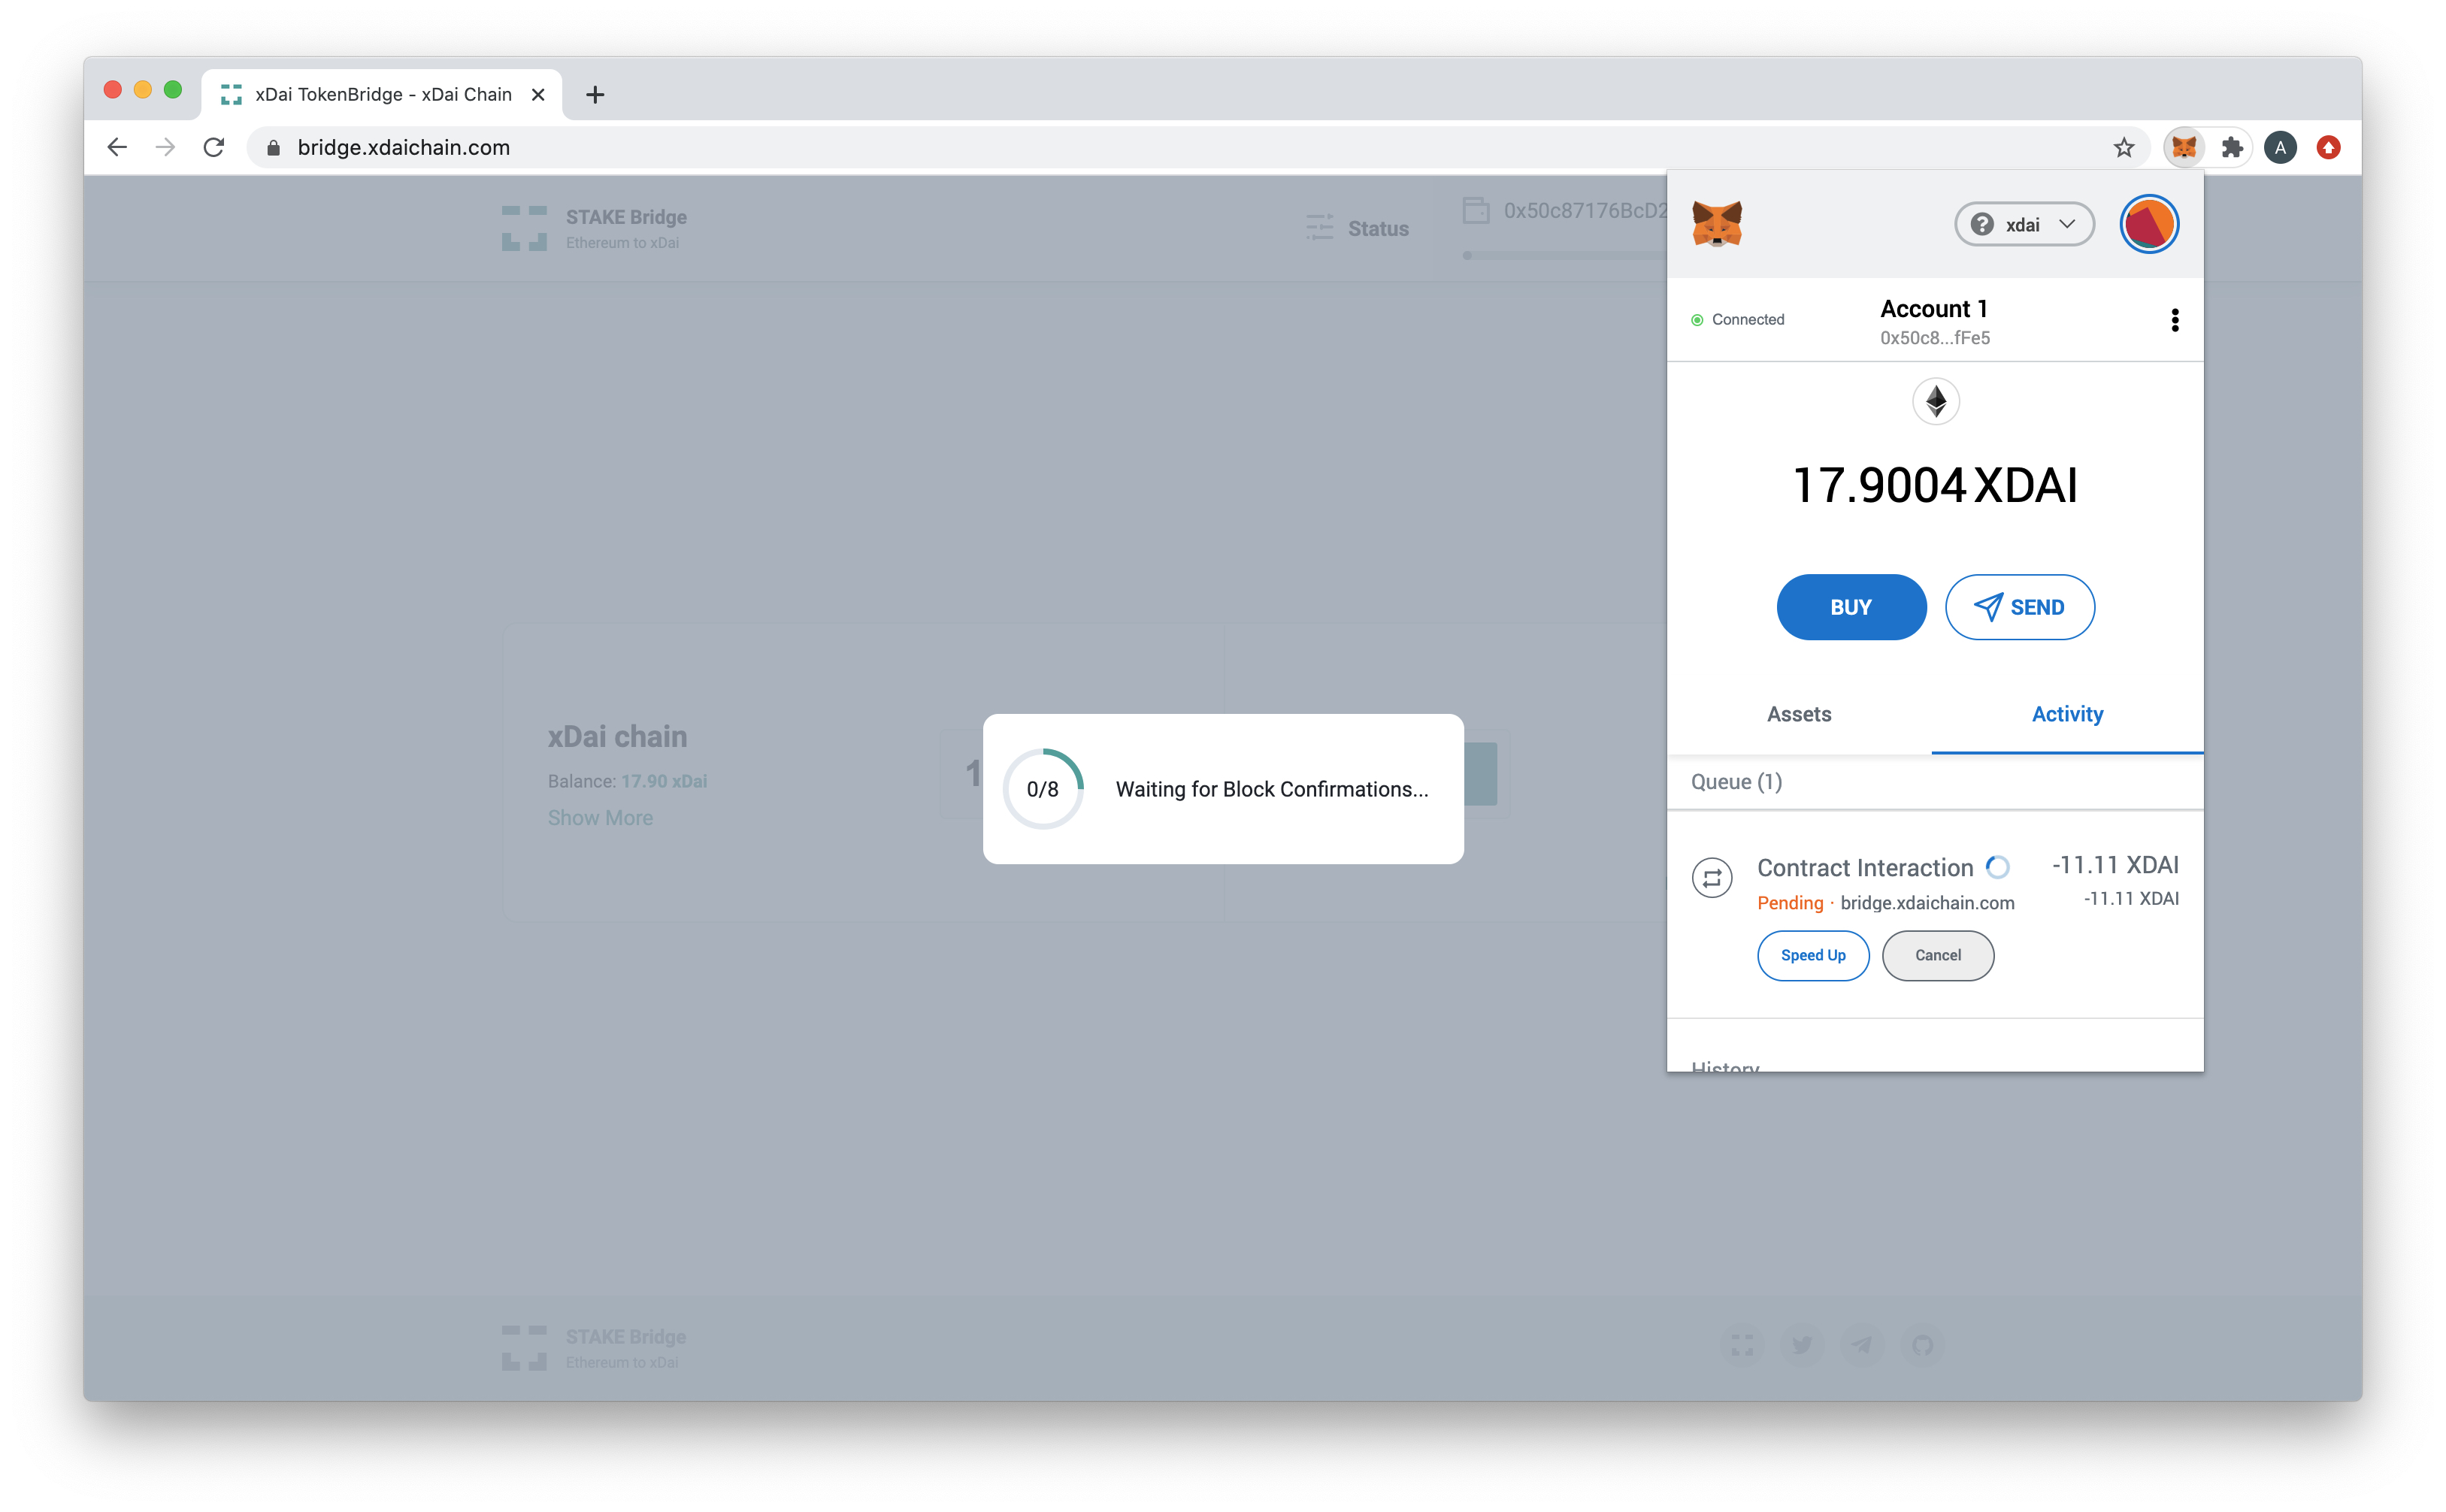 xDai TokenBridge - xDai Chain
bridge.xdaichain.com
A
STAKE Bridge
Ethereum to xDai
Status
0x50c87176BcD2
xdai
Connected
Account 1
0x50c8...fFe5
17.9004 XDAI
BUY
SEND
Assets
Activity
Queue (1)
Contract Interaction
-11.11 XDAI
Pending · bridge.xdaichain.com
-11.11 XDAI
Speed Up
Cancel
History
xDai chain
Balance: 17.90 xDai
Show More
1
0/8
Waiting for Block Confirmations...
STAKE Bridge
Ethereum to xDai